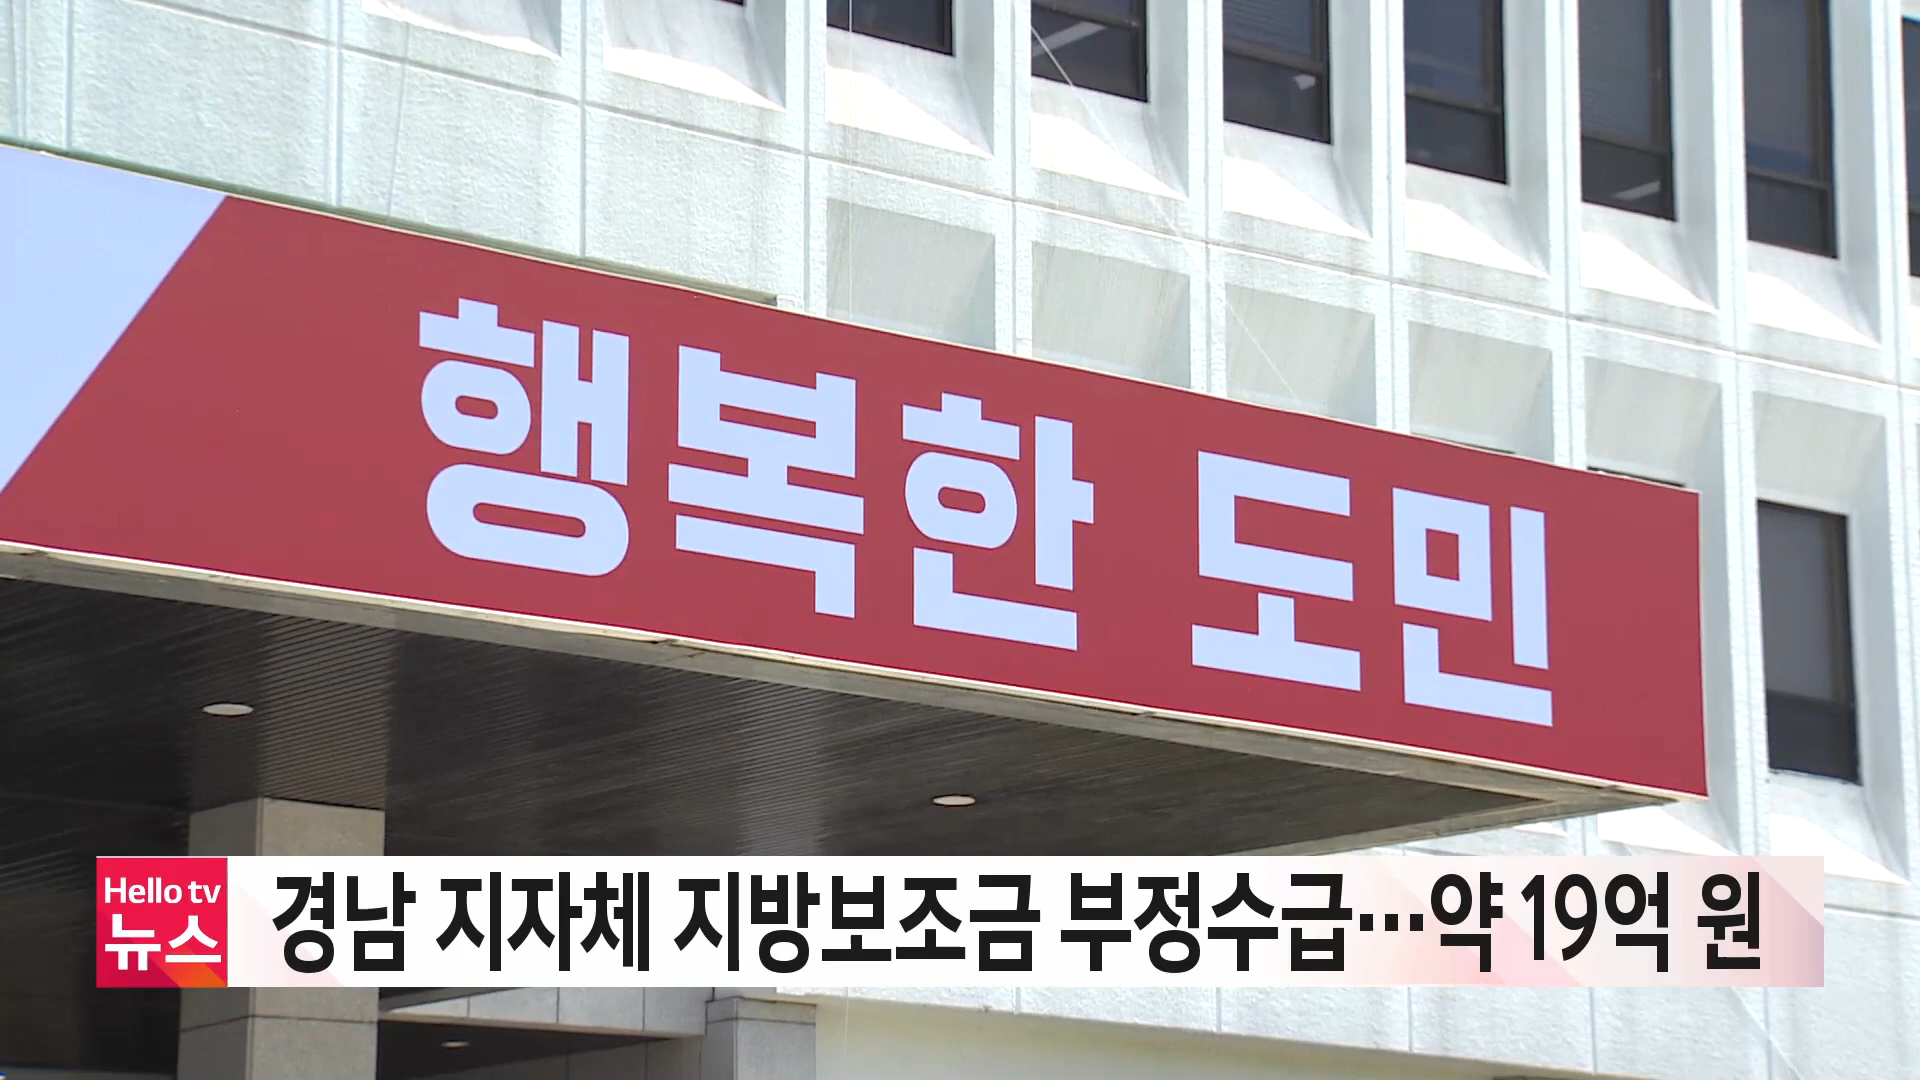 행복한 도민
Hello tv
뉴스
경남 지자체 지방보조금 부정수급…약 19억 원